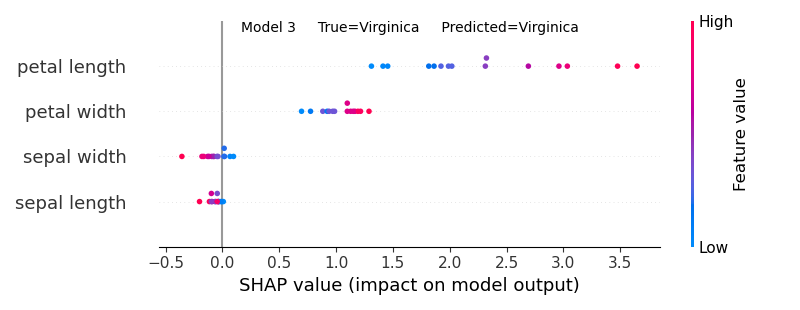 Model 3 True=Virginica Predicted=Virginica
High
petal length
petal width
sepal width
sepal length
Feature value
Low
−0.5 0.0 0.5 1.0 1.5 2.0 2.5 3.0 3.5
SHAP value (impact on model output)